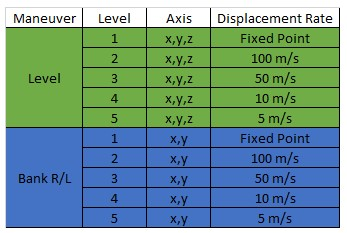 Maneuver Level Axis Displacement Rate
1 x,y,z Fixed Point
2 x,y,z 100 m/s
Level 3 x,y,z 50 m/s
4 x,y,z 10 m/s
5 x,y,z 5 m/s
1 x,y Fixed Point
2 x,y 100 m/s
Bank R/L 3 x,y 50 m/s
4 x,y 10 m/s
5 x,y 5 m/s